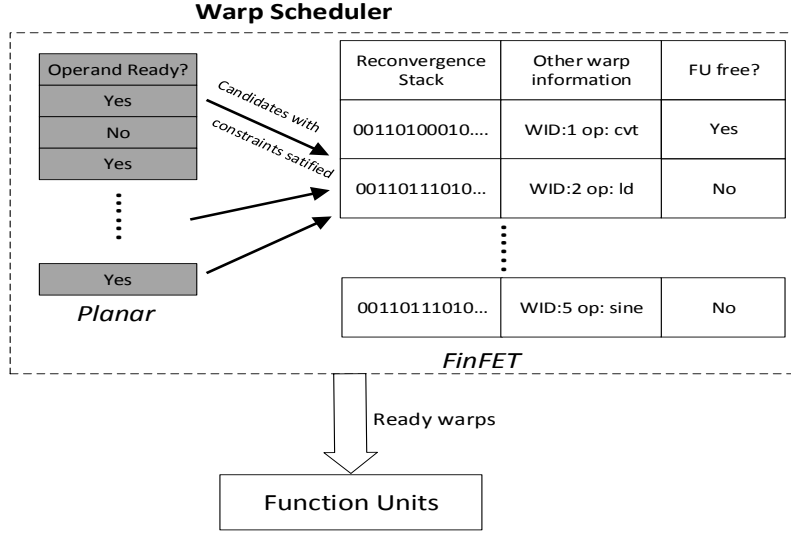 Warp Scheduler
Operand Ready?
Yes
No
Yes
Yes
Planar
Candidates with
constraints satified
Reconvergence
Stack
Other warp
information
FU free?
00110100010....
WID:1 op: cvt
Yes
00110111010...
WID:2 op: ld
No
00110111010...
WID:5 op: sine
No
FinFET
Ready warps
Function Units